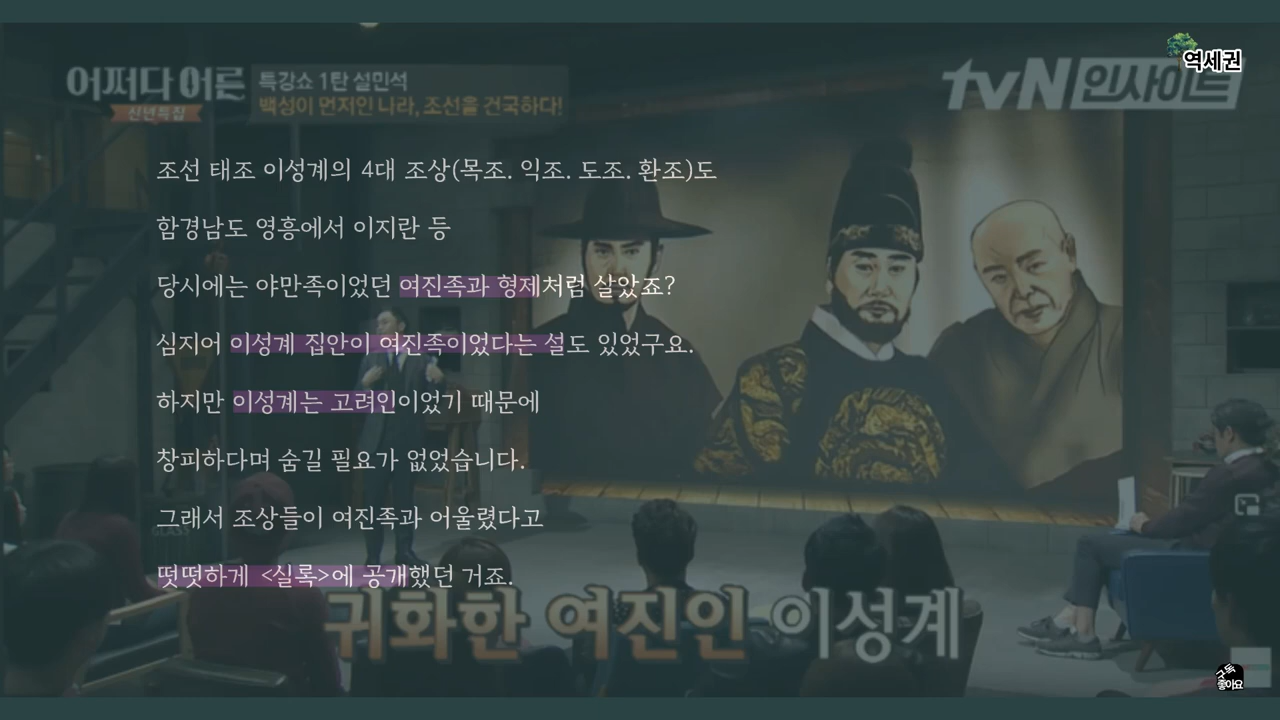 어쩌다 어른
신년특집
특강쇼 1탄 설민석
백성이 먼저인 나라, 조선을 건국하다!
역세권
tvN 인사이트
조선 태조 이성계의 4대 조상(목조. 익조. 도조. 환조)도
함경남도 영흥에서 이지란 등
당시에는 야만족이었던 여진족과 형제처럼 살았죠?
심지어 이성계 집안이 여진족이었다는 설도 있었구요.
하지만 이성계는 고려인이었기 때문에
창피하다며 숨길 필요가 없었습니다.
그래서 조상들이 여진족과 어울렸다고
떳떳하게 <실록>에 공개했던 거죠.
귀화한 여진인 이성계
구독
좋아요